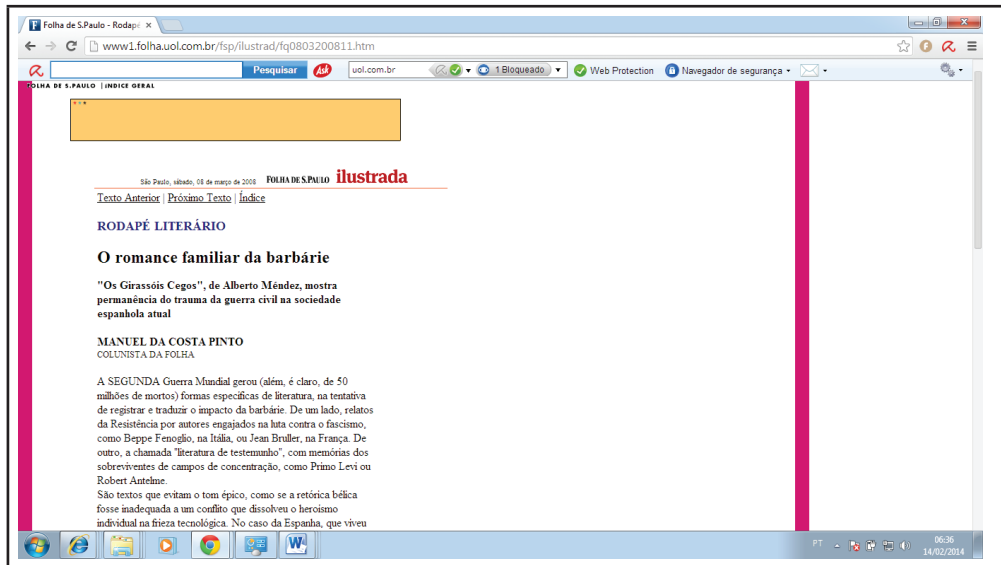 Folha de S.Paulo - Rodapé
www1.folha.uol.com.br/fsp/ilustrad/fq0803200811.htm
Pesquisar Ask uol.com.br 1 Bloqueado Web Protection Navegador de segurança
FOLHA DE S.PAULO | ÍNDICE GERAL
São Paulo, sábado, 08 de março de 2008 FOLHA DE S.PAULO ilustrada
Texto Anterior | Próximo Texto | Índice
RODAPÉ LITERÁRIO
O romance familiar da barbárie
"Os Girassóis Cegos", de Alberto Méndez, mostra
permanência do trauma da guerra civil na sociedade
espanhola atual
MANUEL DA COSTA PINTO
COLUNISTA DA FOLHA
A SEGUNDA Guerra Mundial gerou (além, é claro, de 50
milhões de mortos) formas específicas de literatura, na tentativa
de registrar e traduzir o impacto da barbárie. De um lado, relatos
da Resistência por autores engajados na luta contra o fascismo,
como Beppe Fenoglio, na Itália, ou Jean Bruller, na França. De
outro, a chamada "literatura de testemunho", com memórias dos
sobreviventes de campos de concentração, como Primo Levi ou
Robert Antelme.
São textos que evitam o tom épico, como se a retórica bélica
fosse inadequada a um conflito que dissolveu o heroísmo
individual na frieza tecnológica. No caso da Espanha, que viveu
PT 06:36
14/02/2014